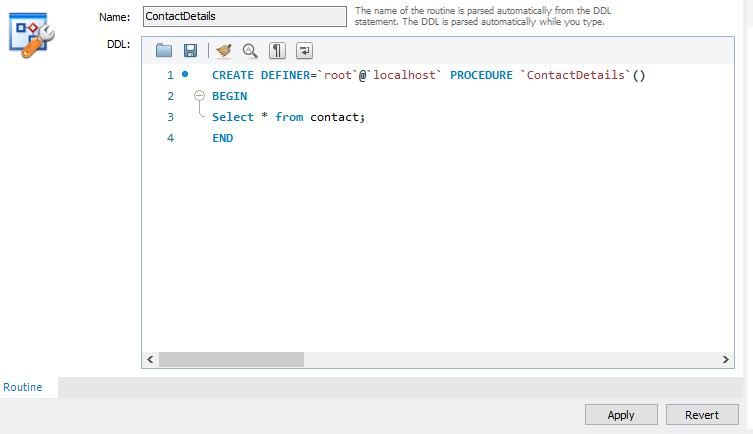 Name:
ContactDetails
The name of the routine is parsed automatically from the DDL
statement. The DDL is parsed automatically while you type.
DDL:
1 CREATE DEFINER=`root`@`localhost` PROCEDURE `ContactDetails`()
2 BEGIN
3 Select * from contact;
4 END
Routine
Apply Revert